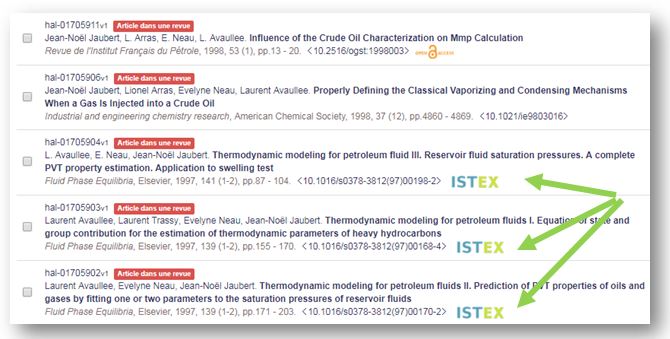 hal-01705911v1 Article dans une revue
Jean-Noël Jaubert, L. Arras, E. Neau, L. Avaullee. Influence of the Crude Oil Characterization on Mmp Calculation
Revue de l'Institut Français du Pétrole, 1998, 53 (1), pp.13 - 20. <10.2516/ogst:1998003> OPEN ACCESS
hal-01705906v1 Article dans une revue
Jean-Noël Jaubert, Lionel Arras, Evelyne Neau, Laurent Avaullee. Properly Defining the Classical Vaporizing and Condensing Mechanisms
When a Gas Is Injected into a Crude Oil
Industrial and engineering chemistry research, American Chemical Society, 1998, 37 (12), pp.4860 - 4869. <10.1021/ie9803016>
hal-01705904v1 Article dans une revue
L. Avaullee, E. Neau, Jean-Noël Jaubert. Thermodynamic modeling for petroleum fluid III. Reservoir fluid saturation pressures. A complete
PVT property estimation. Application to swelling test
Fluid Phase Equilibria, Elsevier, 1997, 141 (1-2), pp.87 - 104. <10.1016/s0378-3812(97)00198-2> ISTEX
hal-01705903v1 Article dans une revue
Laurent Avaullee, Laurent Trassy, Evelyne Neau, Jean-Noël Jaubert. Thermodynamic modeling for petroleum fluids I. Equation of state and
group contribution for the estimation of thermodynamic parameters of heavy hydrocarbons
Fluid Phase Equilibria, Elsevier, 1997, 139 (1-2), pp.155 - 170. <10.1016/s0378-3812(97)00168-4> ISTEX
hal-01705902v1 Article dans une revue
Laurent Avaullee, Evelyne Neau, Jean-Noël Jaubert. Thermodynamic modeling for petroleum fluids II. Prediction of PVT properties of oils and
gases by fitting one or two parameters to the saturation pressures of reservoir fluids
Fluid Phase Equilibria, Elsevier, 1997, 139 (1-2), pp.171 - 203. <10.1016/s0378-3812(97)00170-2> ISTEX